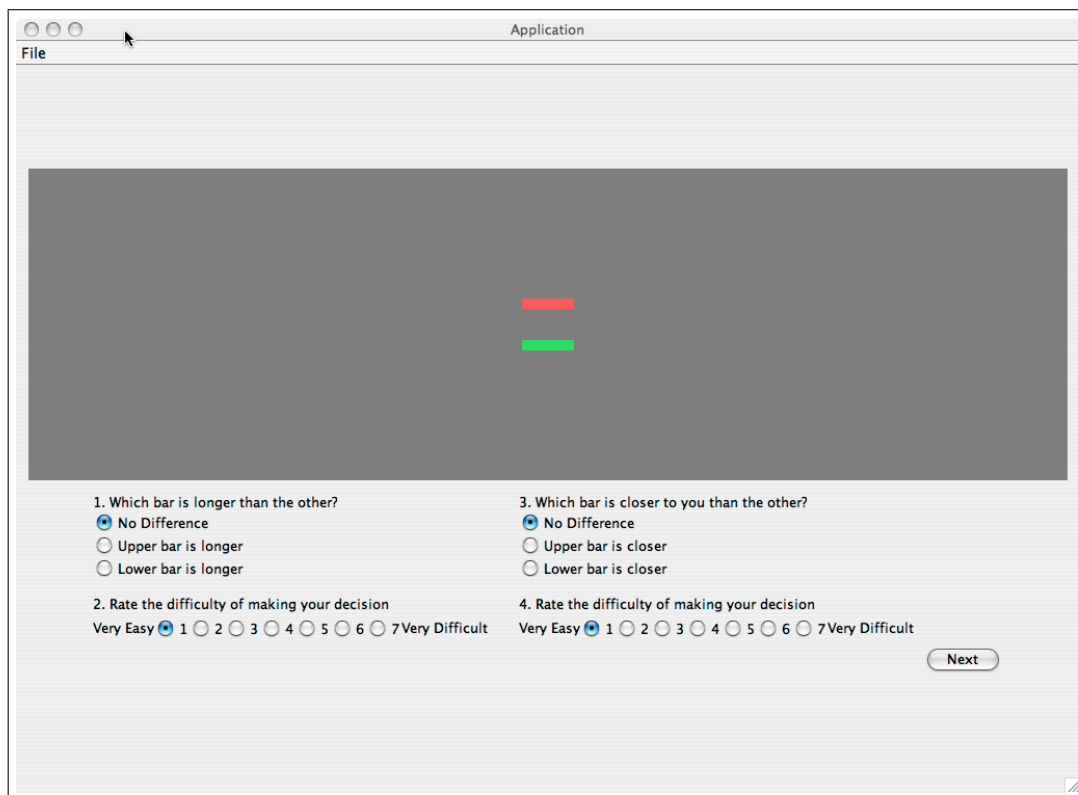 Application
File
1. Which bar is longer than the other?
No Difference
Upper bar is longer
Lower bar is longer
2. Rate the difficulty of making your decision
Very Easy 1 2 3 4 5 6 7 Very Difficult
3. Which bar is closer to you than the other?
No Difference
Upper bar is closer
Lower bar is closer
4. Rate the difficulty of making your decision
Very Easy 1 2 3 4 5 6 7 Very Difficult
Next